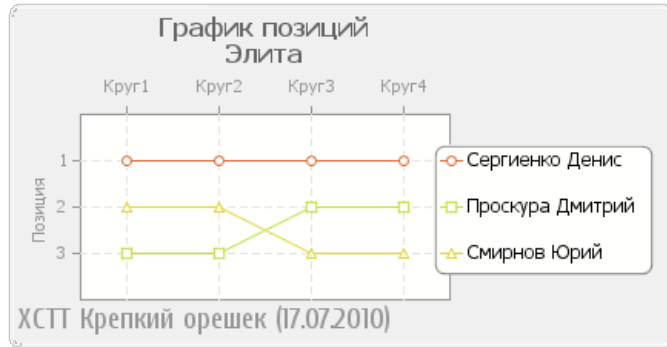 График позиций
Элита
Круг1 Круг2 Круг3 Круг4
Позиция
1
2
3
Сергиенко Денис
Проскура Дмитрий
Смирнов Юрий
ХСТТ Крепкий орешек (17.07.2010)